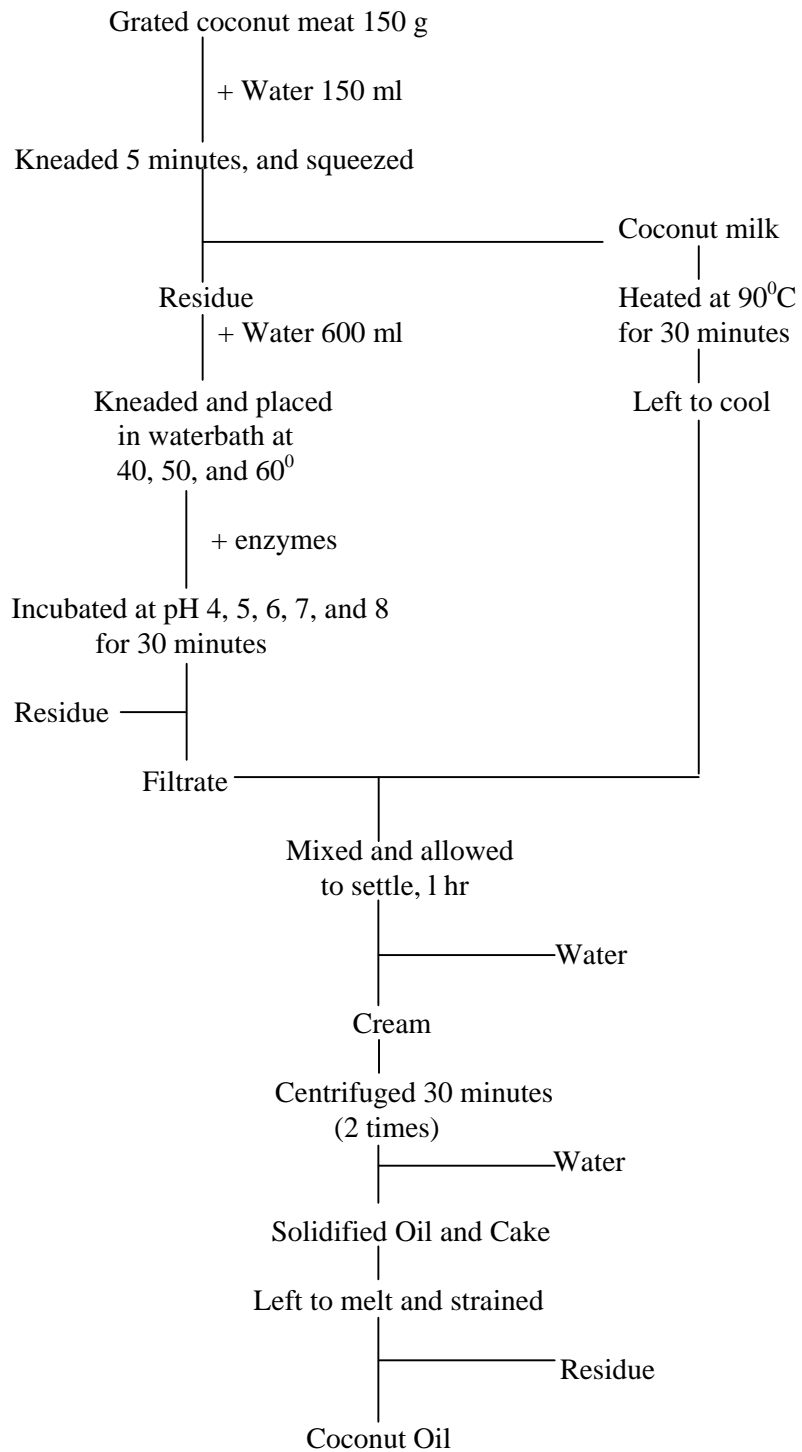 Grated coconut meat 150 g
+ Water 150 ml
Kneaded 5 minutes, and squeezed
Coconut milk
Residue
Heated at 90⁰C
for 30 minutes
+ Water 600 ml
Kneaded and placed
in waterbath at
40, 50, and 60⁰
Left to cool
+ enzymes
Incubated at pH 4, 5, 6, 7, and 8
for 30 minutes
Residue
Filtrate
Mixed and allowed
to settle, l hr
Water
Cream
Centrifuged 30 minutes
(2 times)
Water
Solidified Oil and Cake
Left to melt and strained
Residue
Coconut Oil